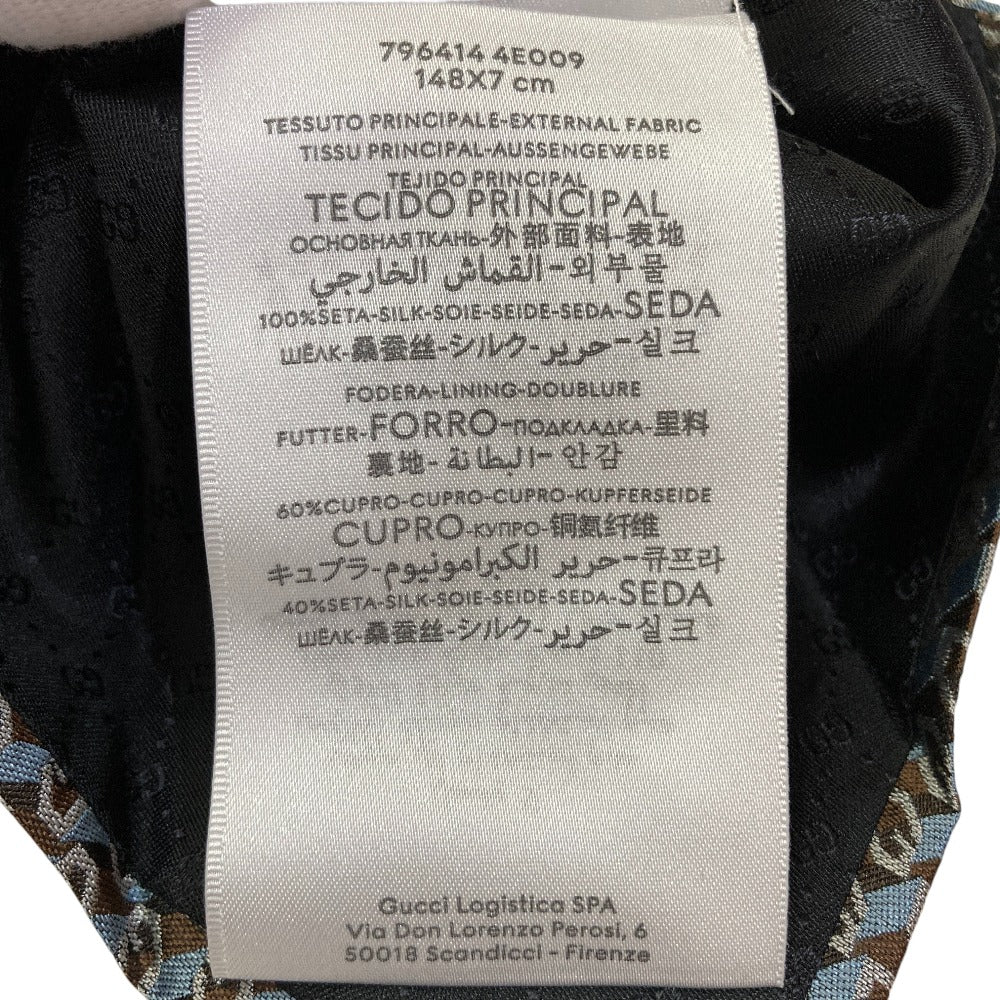 796414 4E009
148X7 cm
TESSUTO PRINCIPALE-EXTERNAL FABRIC
TISSU PRINCIPAL-AUSSENGEWEBE
TEJIDO PRINCIPAL
TECIDO PRINCIPAL
ОСНОВНАЯ ТКАНЬ-外部面料-表地
외부물-القماش الخارجي
100%SETA-SILK-SOIE-SEIDE-SEDA-SEDA
ШЁЛК-桑蚕丝-シルク-حرير-실크
FODERA-LINING-DOUBLURE
FUTTER-FORRO-ПОДКЛАДКА-里料
裏地-البطانة-안감
60%CUPRO-CUPRO-CUPRO-KUPFERSEIDE
CUPRO-КУПРО-铜氨纤维
キュプラ-حرير الكبرامونيوم-큐프라
40%SETA-SILK-SOIE-SEIDE-SEDA-SEDA
ШЁЛК-桑蚕丝-シルク-حرير-실크
Gucci Logistica SPA
Via Don Lorenzo Perosi, 6
50018 Scandicci - Firenze